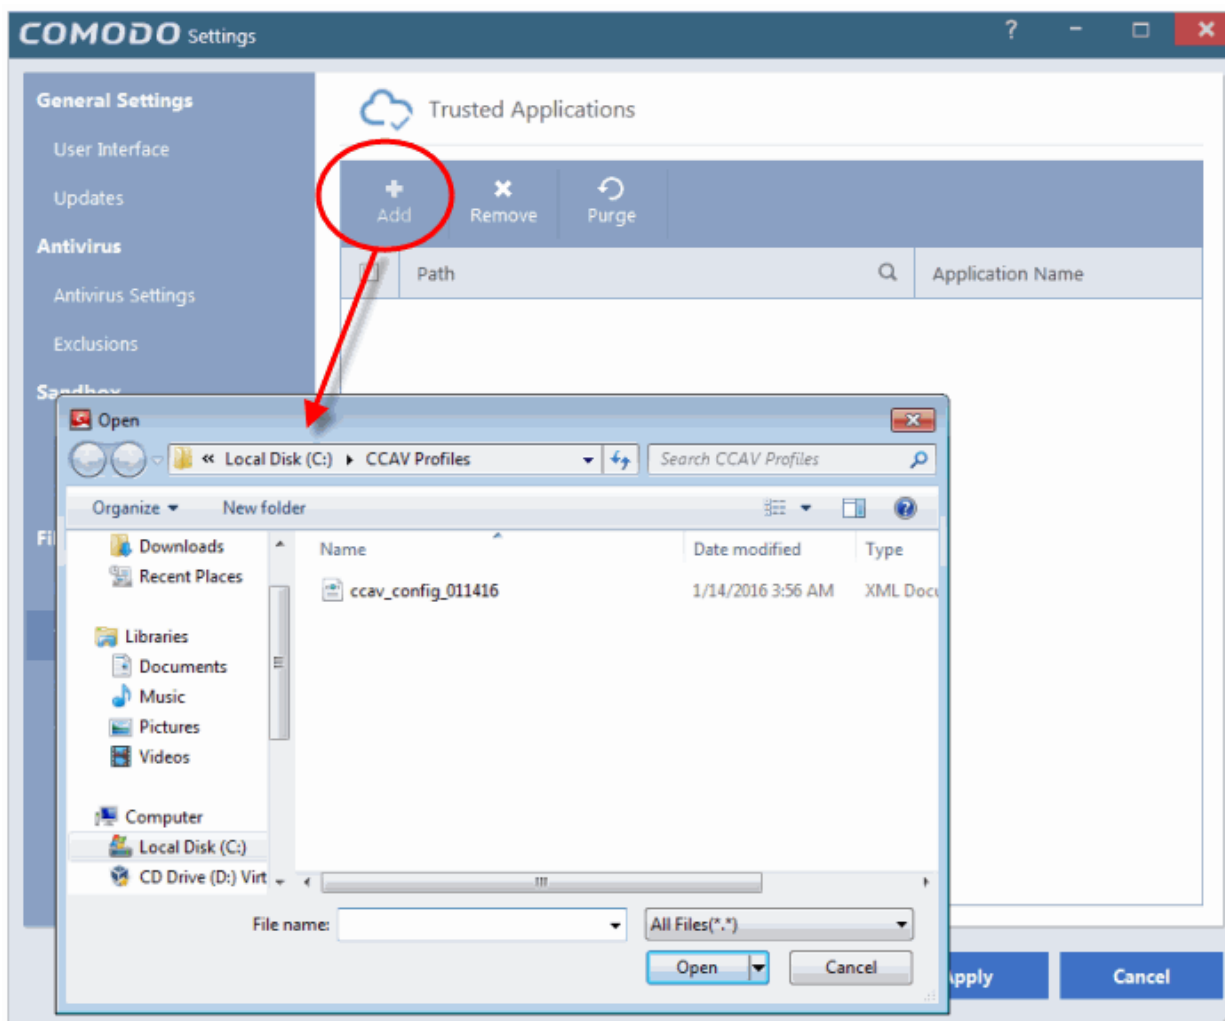 COMODO Settings
?
General Settings
User Interface
Updates
Antivirus
Antivirus Settings
Exclusions
Sandbox
Trusted Applications
Add
Remove
Purge
Path
Application Name
Open
« Local Disk (C:) ▸ CCAV Profiles
Search CCAV Profiles
Organize
New folder
Downloads
Recent Places
Libraries
Documents
Music
Pictures
Videos
Computer
Local Disk (C:)
CD Drive (D:) Virt
Name
Date modified
Type
ccav_config_011416
1/14/2016 3:56 AM
XML Docu
File name:
All Files(*.*)
Open
Cancel
Apply
Cancel